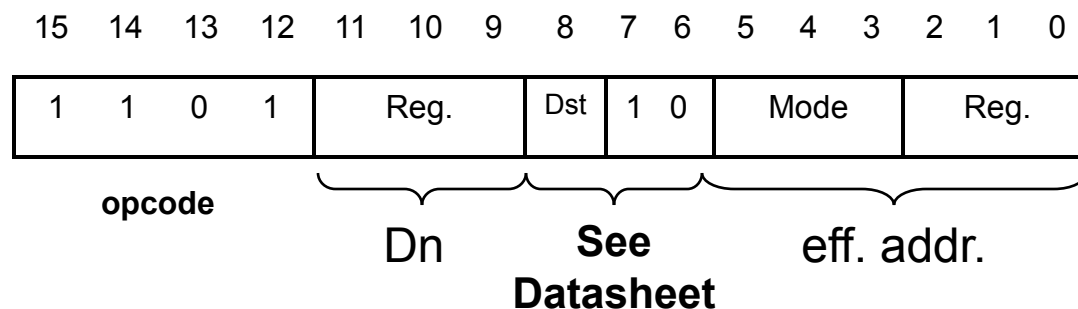 15 14 13 12 11 10 9 8 7 6 5 4 3 2 1 0
1 1 0 1 Reg. Dst 1 0 Mode Reg.
opcode
Dn
See
Datasheet
eff. addr.